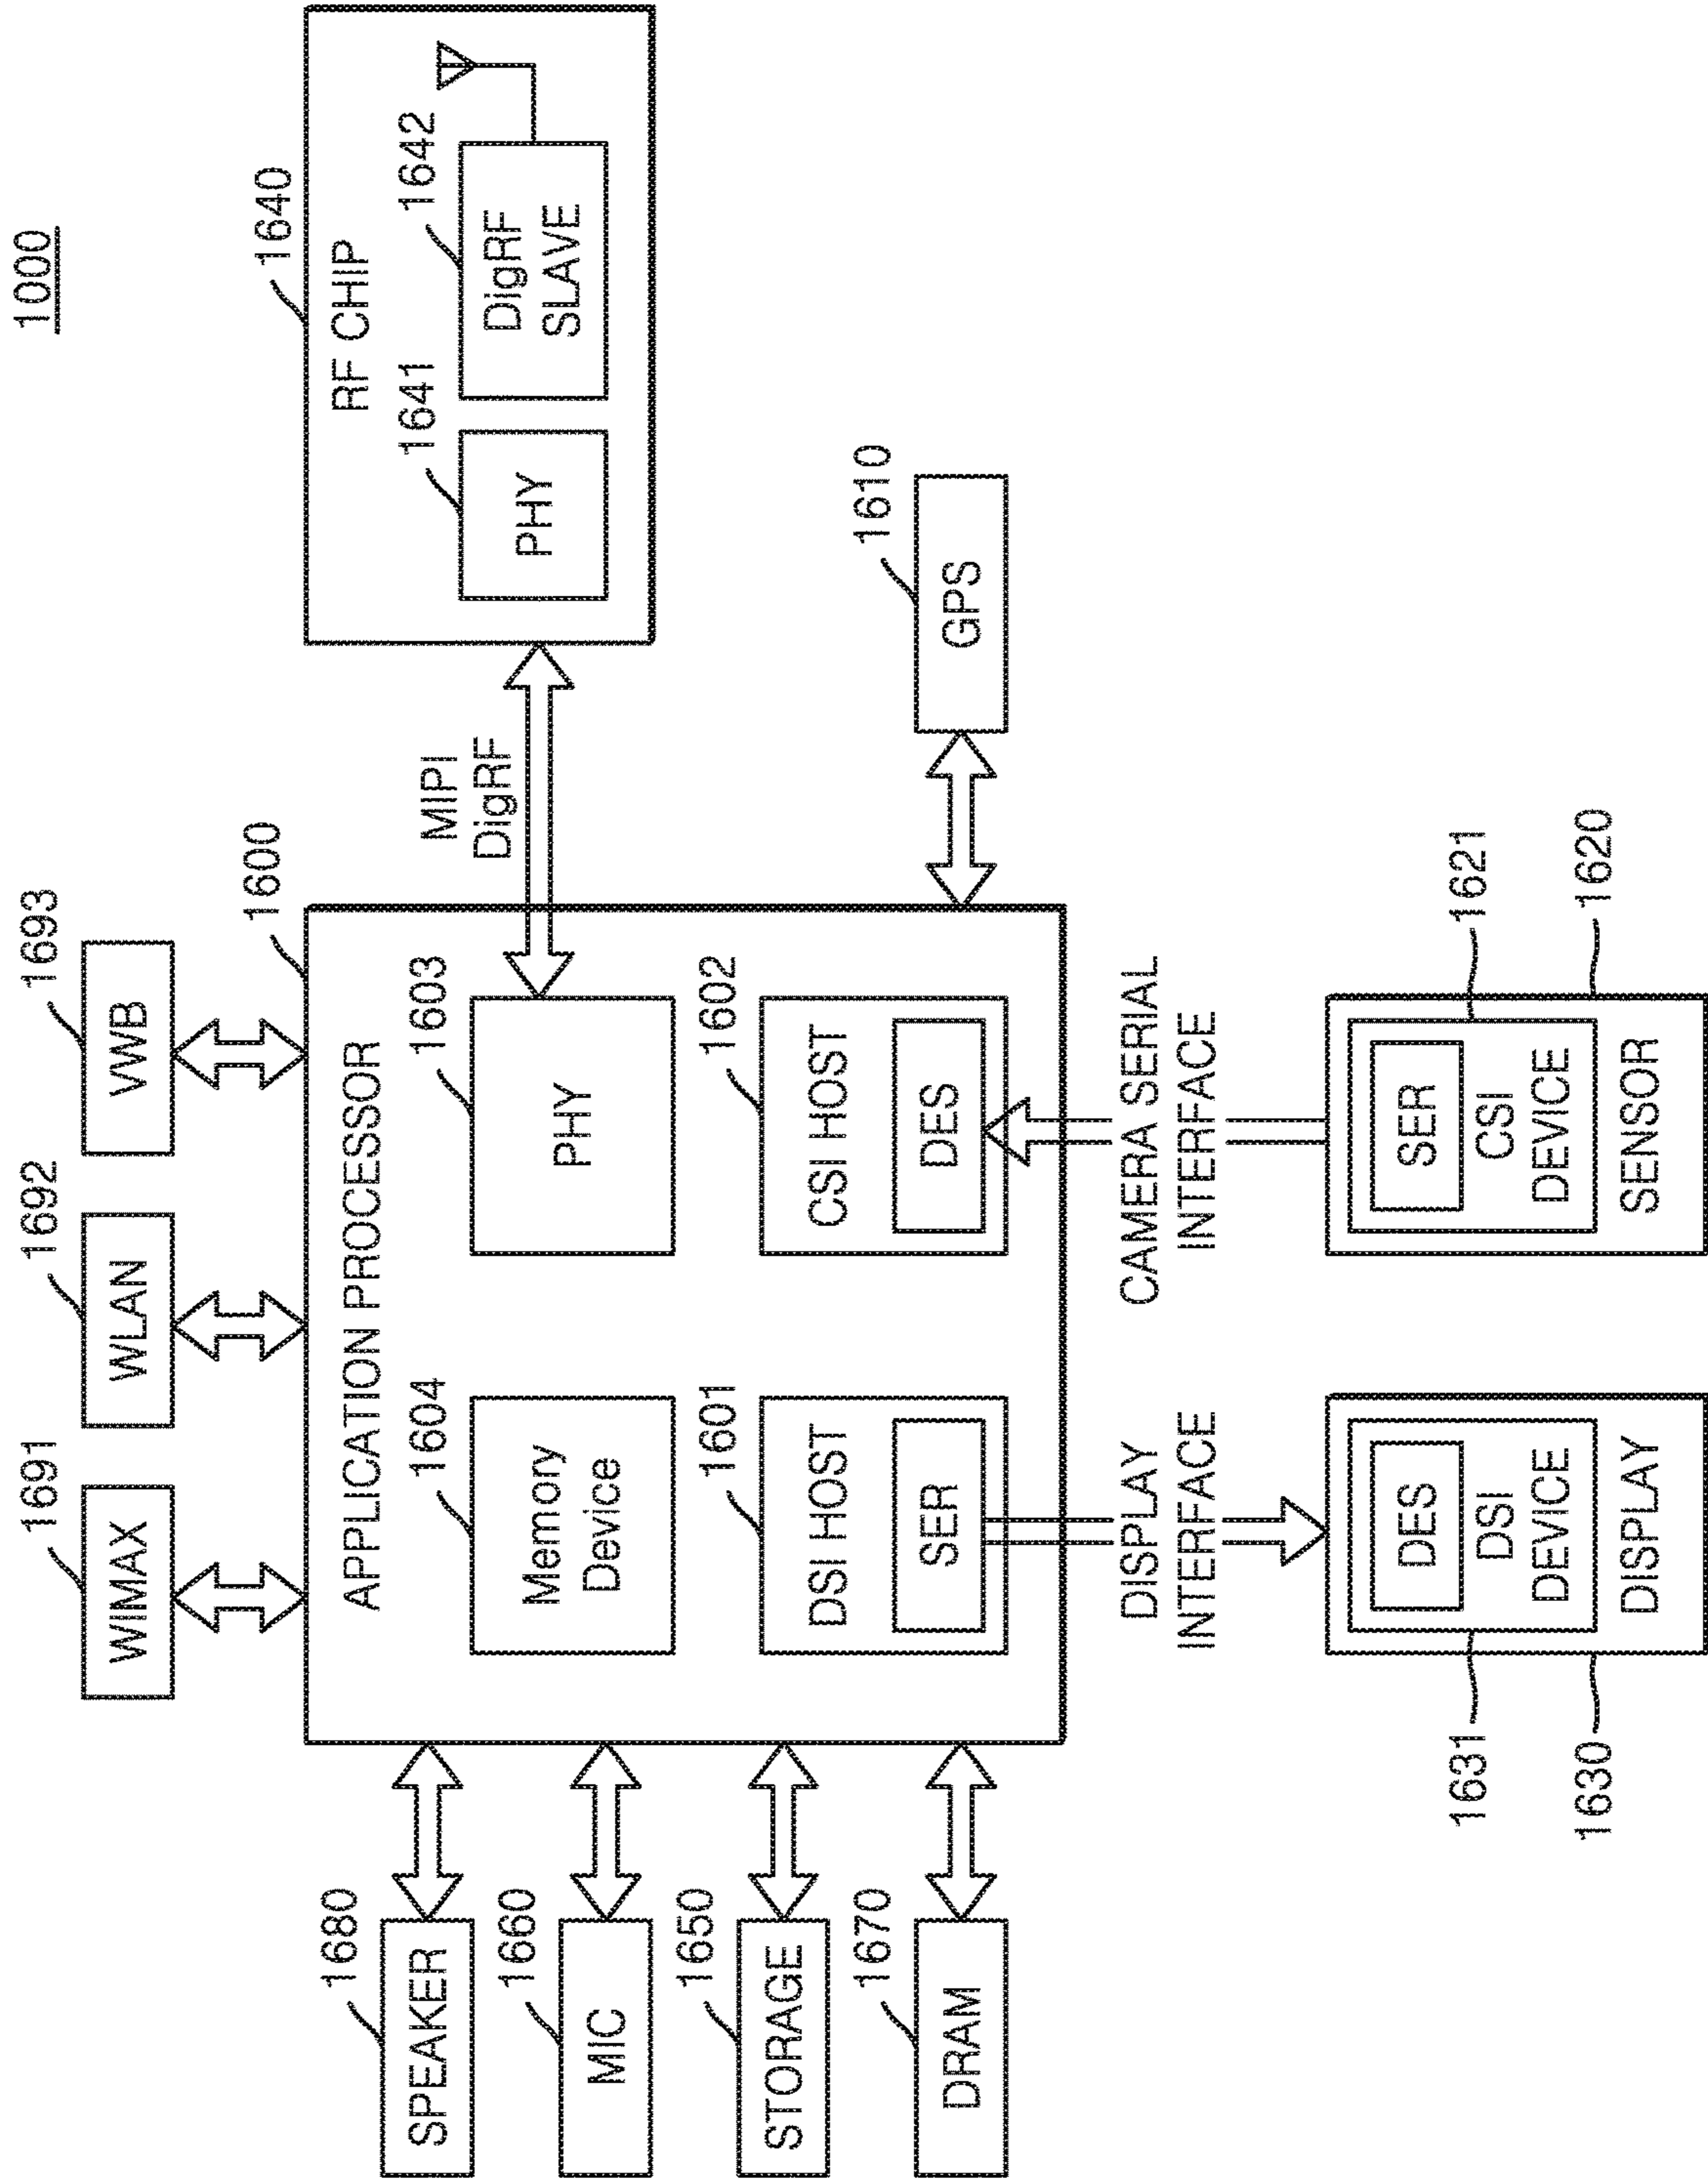 1000
1691
1692
1693
WIMAX
WLAN
VWB
1640
1600
RF CHIP
APPLICATION PROCESSOR
1680
SPEAKER
1604
1603
MIPI
DigRF
1641
1642
PHY
DigRF
SLAVE
1660
MIC
Memory
Device
PHY
1650
STORAGE
1601
1602
DSI HOST
CSI HOST
1670
DRAM
SER
DES
1610
GPS
DISPLAY
INTERFACE
CAMERA SERIAL
INTERFACE
1631
DES
DSI
DEVICE
SER
CSI
DEVICE
1621
1630
DISPLAY
SENSOR
1620